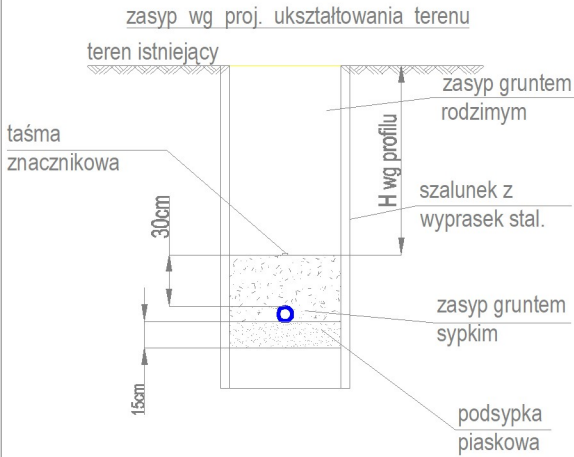 zasyp wg proj. ukształtowania terenu
teren istniejący
zasyp gruntem
rodzimym
taśma
znacznikowa
H wg profilu
szalunek z
wyprasek stal.
30cm
zasyp gruntem
sypkim
15cm
podsypka
piaskowa